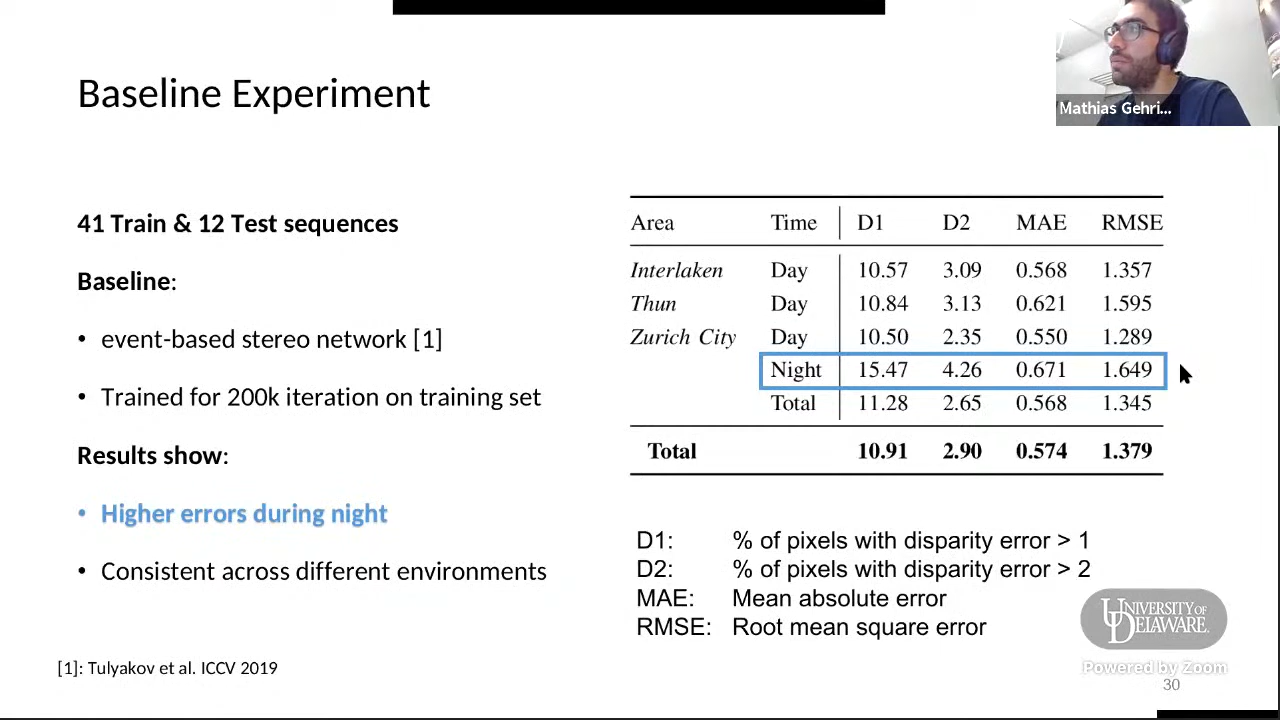 Baseline Experiment
Mathias Gehri...
41 Train & 12 Test sequences
Baseline:
• event-based stereo network [1]
• Trained for 200k iteration on training set
Results show:
• Higher errors during night
• Consistent across different environments
[1]: Tulyakov et al. ICCV 2019
Area Time D1 D2 MAE RMSE
Interlaken Day 10.57 3.09 0.568 1.357
Thun Day 10.84 3.13 0.621 1.595
Zurich City Day 10.50 2.35 0.550 1.289
Night 15.47 4.26 0.671 1.649
Total 11.28 2.65 0.568 1.345
Total 10.91 2.90 0.574 1.379
D1: % of pixels with disparity error > 1
D2: % of pixels with disparity error > 2
MAE: Mean absolute error
RMSE: Root mean square error
UNIVERSITY OF
DELAWARE.
Powered by Zoom
30